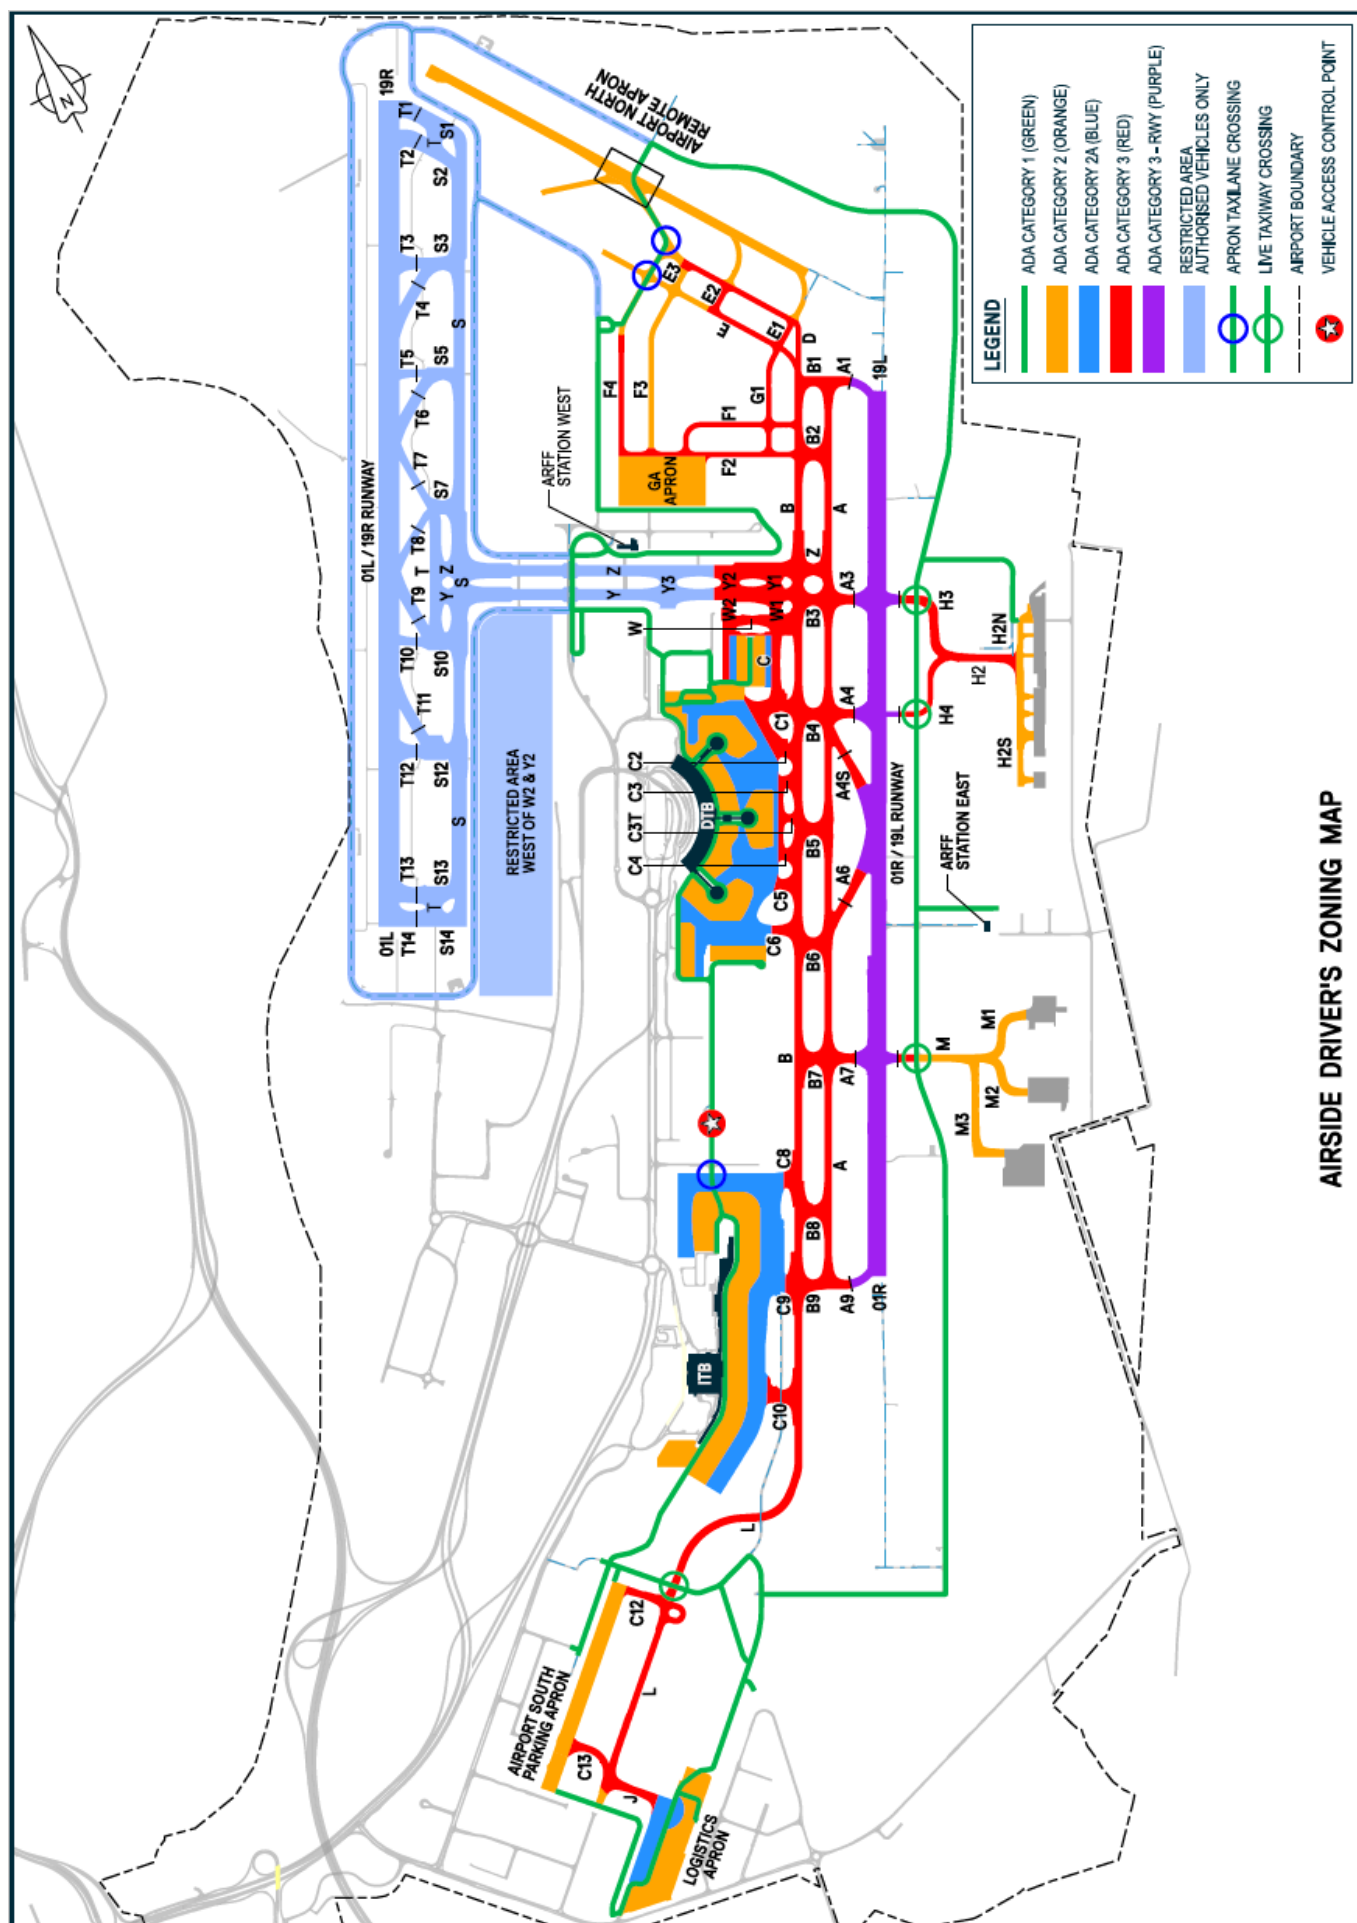 AIRSIDE DRIVER'S ZONING MAP
LEGEND
ADA CATEGORY 1 (GREEN)
ADA CATEGORY 2 (ORANGE)
ADA CATEGORY 2A (BLUE)
ADA CATEGORY 3 (RED)
ADA CATEGORY 3 - RWY (PURPLE)
RESTRICTED AREA
AUTHORISED VEHICLES ONLY
APRON TAXILANE CROSSING
LIVE TAXIWAY CROSSING
AIRPORT BOUNDARY
VEHICLE ACCESS CONTROL POINT
N
01L
01L / 19R RUNWAY
19R
T14
T13
T12
T11
T10
T9
T
T8
T7
T6
T5
T4
T3
T2
T1
T
T
S14
S13
S
S12
S10
Y
S
Z
S7
S5
S
S3
S2
S1
RESTRICTED AREA
WEST OF W2 & Y2
ARFF
STATION WEST
AIRPORT NORTH
REMOTE APRON
Y
Z
Y3
Y2
Y1
W
W2
W1
GA
APRON
F4
F3
F2
F1
G1
E
E1
E2
E3
D
DTB
C4
C3T
C3
C2
C
C1
C5
C6
ITB
C8
C9
C10
B9
B8
B7
B
B6
B5
B4
B3
Z
B
B2
B1
A9
A
A7
A6
A4S
A4
A3
A
A1
01R
01R / 19L RUNWAY
19L
L
C12
L
C13
J
AIRPORT SOUTH
PARKING APRON
LOGISTICS
APRON
M
M1
M2
M3
ARFF
STATION EAST
H4
H3
H2
H2N
H2S